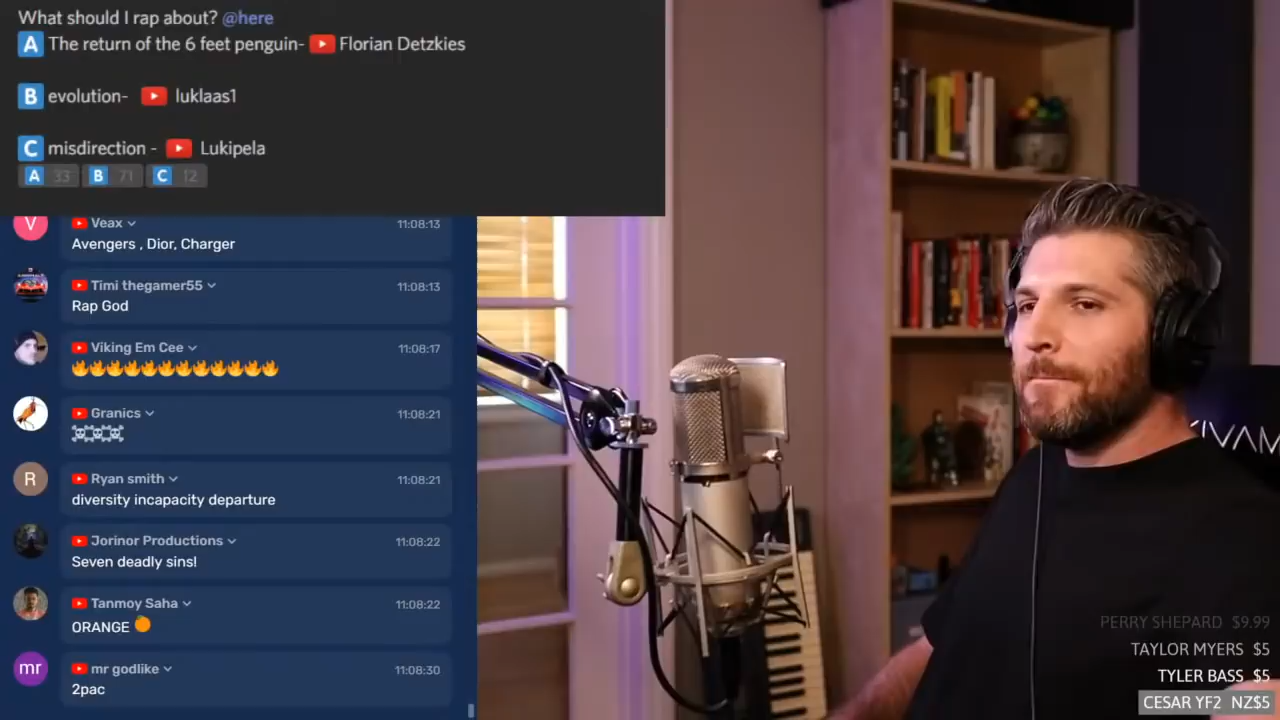 What should I rap about? @here
A The return of the 6 feet penguin- Florian Detzkies
B evolution- luklaas1
C misdirection - Lukipela
A 33 B 71 C 12
V Veax 11:08:13
Avengers , Dior, Charger
Timi thegamer55 11:08:13
Rap God
Viking Em Cee 11:08:17
🔥🔥🔥🔥🔥🔥🔥🔥🔥🔥🔥🔥
Granics 11:08:21
☠☠☠
R Ryan smith 11:08:21
diversity incapacity departure
Jorinor Productions 11:08:22
Seven deadly sins!
Tanmoy Saha 11:08:22
ORANGE 🍊
mr mr godlike 11:08:30
2pac
KIVAM
PERRY SHEPARD $9.99
TAYLOR MYERS $5
TYLER BASS $5
CESAR YF2 NZ$5